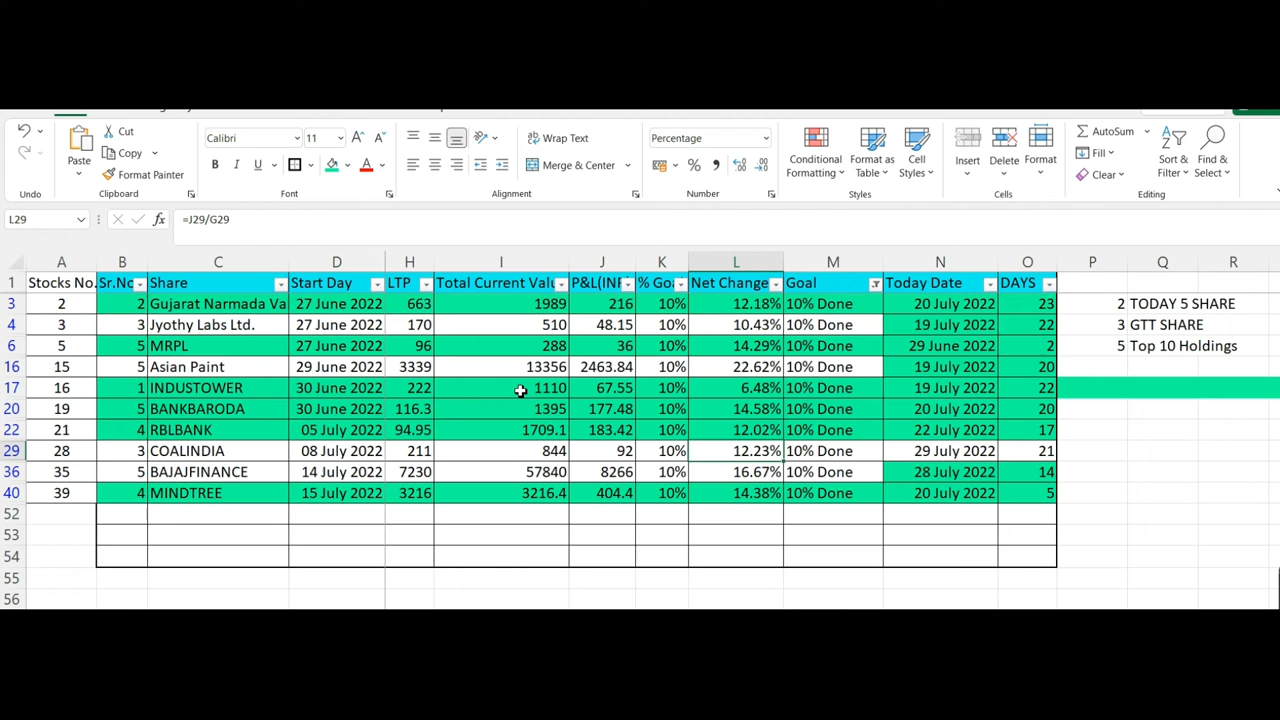 Cut
Copy
Format Painter
Paste
Undo
Clipboard
Calibri
11
B I U
Font
Wrap Text
Merge & Center
Alignment
Percentage
Number
Conditional
Formatting
Format as
Table
Cell
Styles
Styles
Insert
Delete
Format
Cells
AutoSum
Fill
Clear
Sort &
Filter
Find &
Select
Editing
L29 fx =J29/G29
A B C D H I J K L M N O P Q R
1 Stocks No. Sr.No Share Start Day LTP Total Current Valu P&L(INR % Goa Net Change Goal Today Date DAYS
3 2 2 Gujarat Narmada Va 27 June 2022 663 1989 216 10% 12.18% 10% Done 20 July 2022 23 2 TODAY 5 SHARE
4 3 3 Jyothy Labs Ltd. 27 June 2022 170 510 48.15 10% 10.43% 10% Done 19 July 2022 22 3 GTT SHARE
6 5 5 MRPL 27 June 2022 96 288 36 10% 14.29% 10% Done 29 June 2022 2 5 Top 10 Holdings
16 15 5 Asian Paint 29 June 2022 3339 13356 2463.84 10% 22.62% 10% Done 19 July 2022 20
17 16 1 INDUSTOWER 30 June 2022 222 1110 67.55 10% 6.48% 10% Done 19 July 2022 22
20 19 5 BANKBARODA 30 June 2022 116.3 1395 177.48 10% 14.58% 10% Done 20 July 2022 20
22 21 4 RBLBANK 05 July 2022 94.95 1709.1 183.42 10% 12.02% 10% Done 22 July 2022 17
29 28 3 COALINDIA 08 July 2022 211 844 92 10% 12.23% 10% Done 29 July 2022 21
36 35 5 BAJAJFINANCE 14 July 2022 7230 57840 8266 10% 16.67% 10% Done 28 July 2022 14
40 39 4 MINDTREE 15 July 2022 3216 3216.4 404.4 10% 14.38% 10% Done 20 July 2022 5
52
53
54
55
56